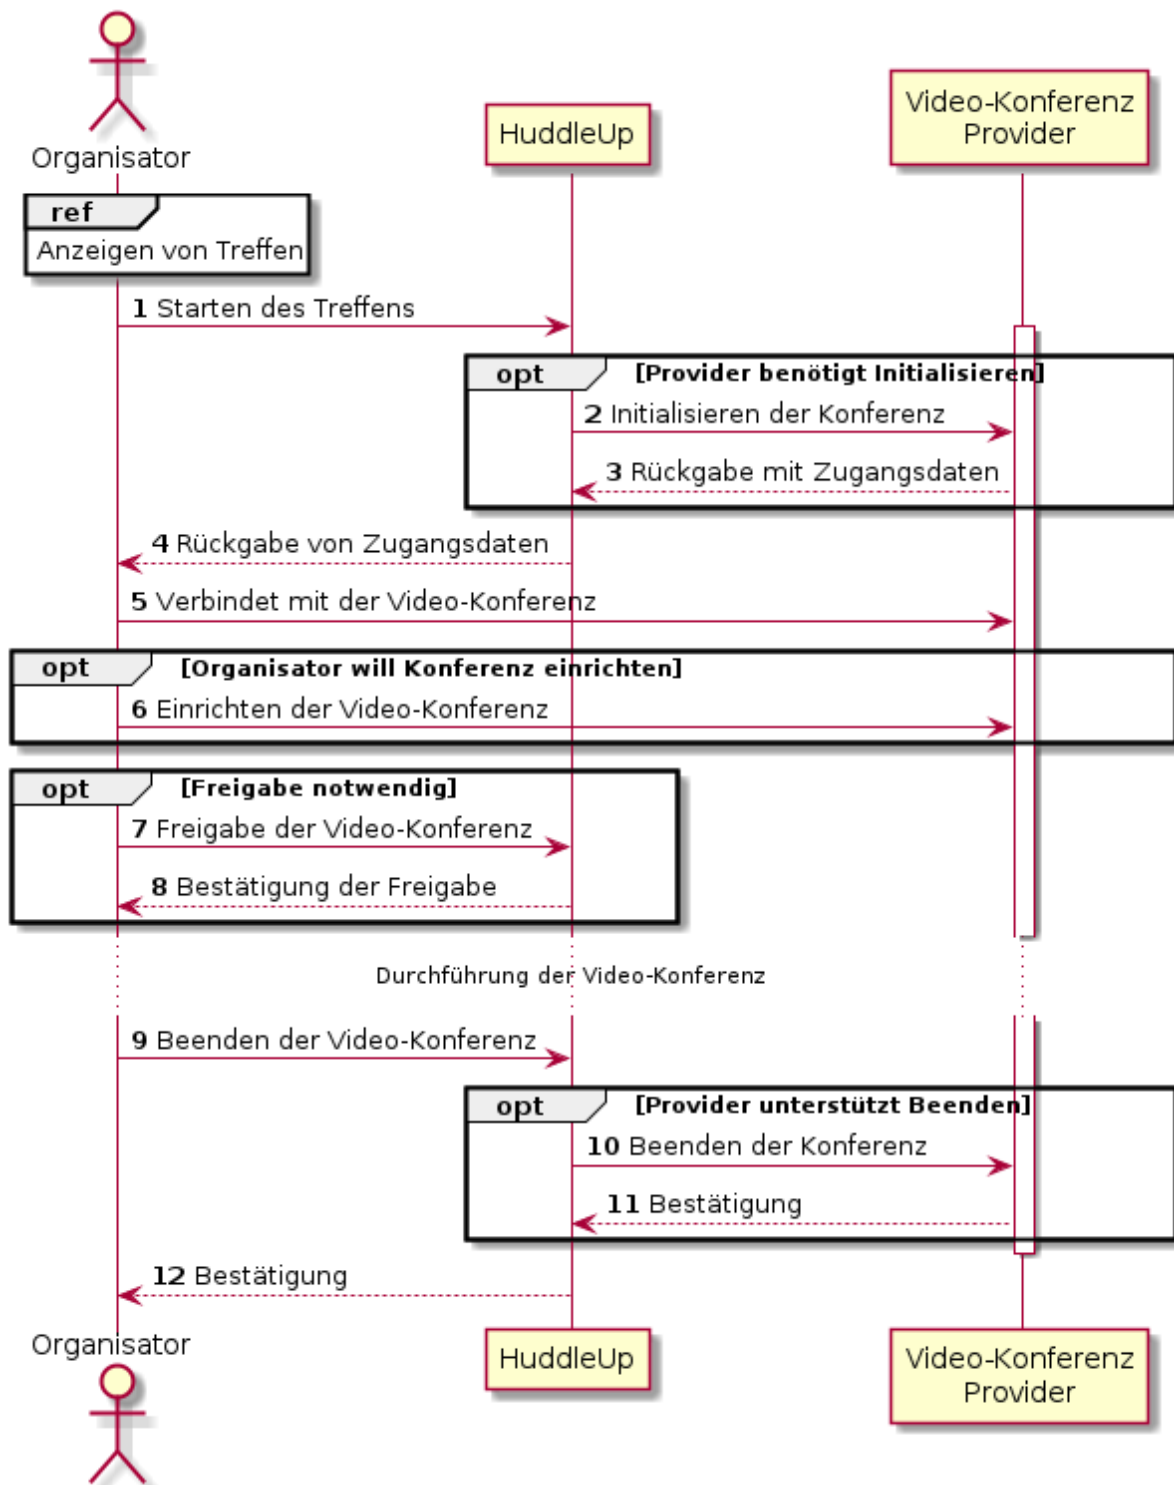 Organisator
HuddleUp
Video-Konferenz
Provider
ref
Anzeigen von Treffen
1 Starten des Treffens
opt [Provider benötigt Initialisieren]
2 Initialisieren der Konferenz
3 Rückgabe mit Zugangsdaten
4 Rückgabe von Zugangsdaten
5 Verbindet mit der Video-Konferenz
opt [Organisator will Konferenz einrichten]
6 Einrichten der Video-Konferenz
opt [Freigabe notwendig]
7 Freigabe der Video-Konferenz
8 Bestätigung der Freigabe
Durchführung der Video-Konferenz
9 Beenden der Video-Konferenz
opt [Provider unterstützt Beenden]
10 Beenden der Konferenz
11 Bestätigung
12 Bestätigung
Organisator
HuddleUp
Video-Konferenz
Provider